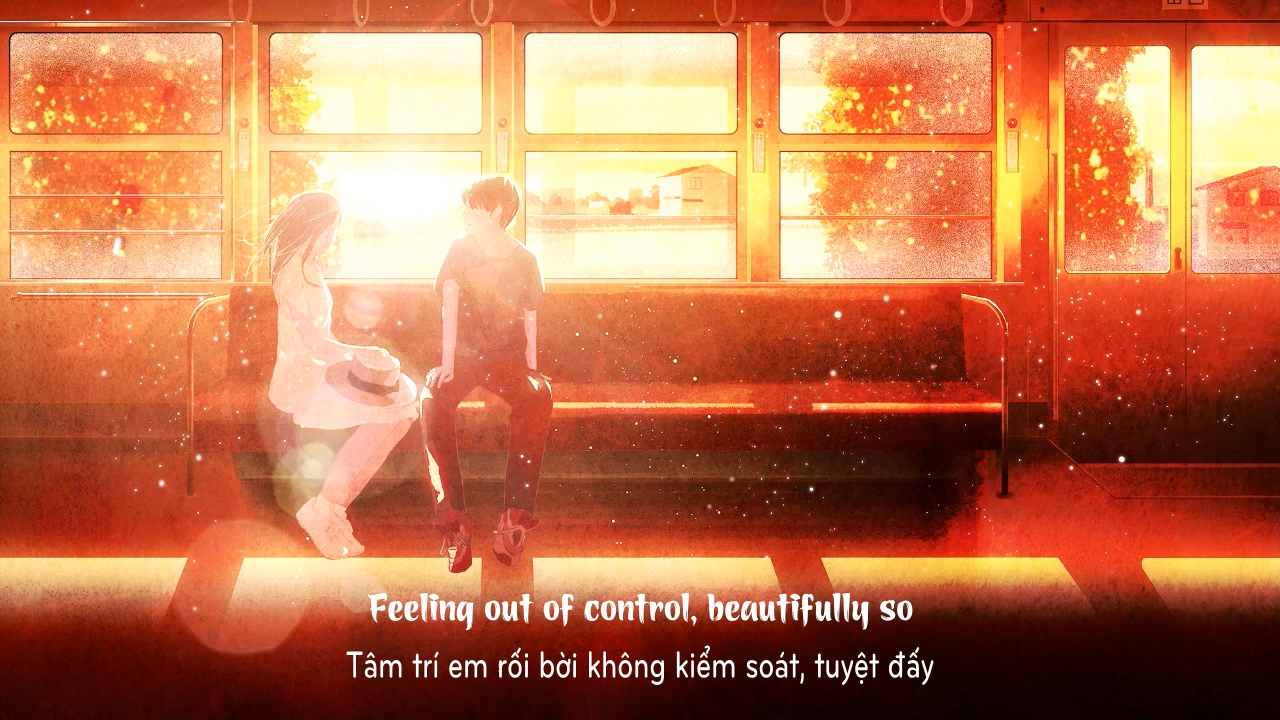 Feeling out of control, beautifully so
Tâm trí em rối bời không kiểm soát, tuyệt đấy